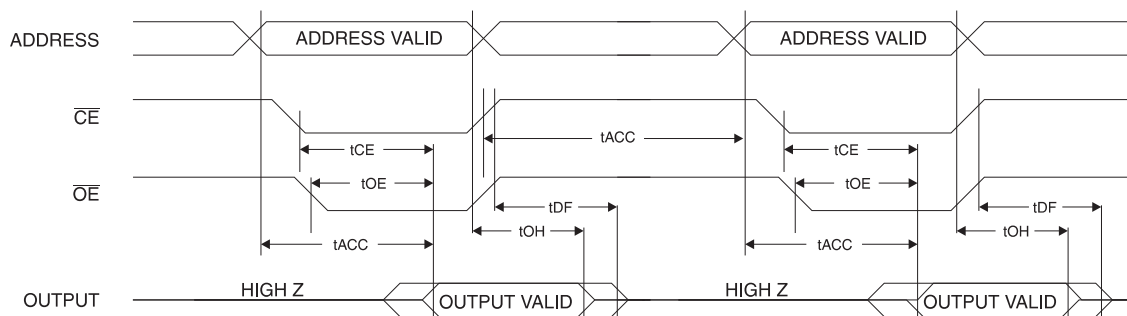 ADDRESS
ADDRESS VALID
ADDRESS VALID
CE
tACC
tCE
tCE
OE
tOE
tOE
tDF
tDF
tOH
tOH
tACC
tACC
OUTPUT
HIGH Z
OUTPUT VALID
HIGH Z
OUTPUT VALID